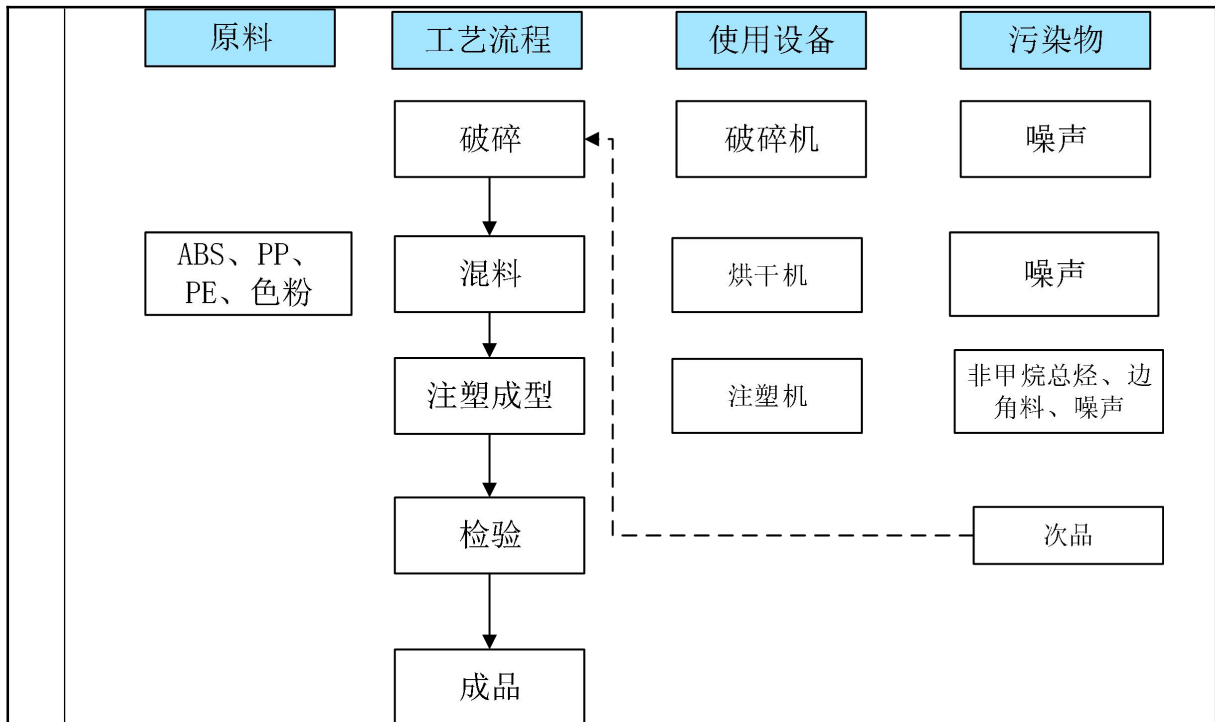 原料
工艺流程
使用设备
污染物
破碎
破碎机
噪声
ABS、PP、
PE、色粉
混料
烘干机
噪声
注塑成型
注塑机
非甲烷总烃、边
角料、噪声
检验
次品
成品